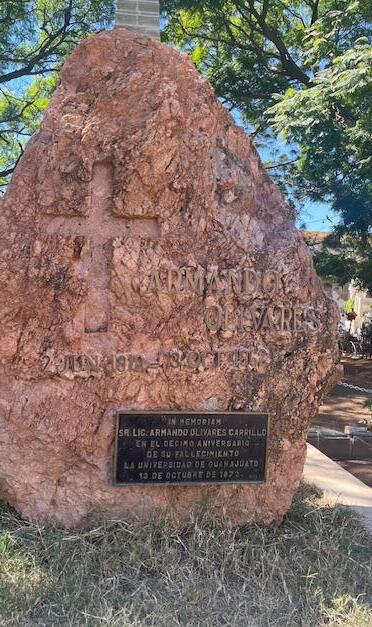 ARMANDO
OLIVARES
IN MEMORIAM
SR. LIC. ARMANDO OLIVARES CARRILLO
EN EL DECIMO ANIVERSARIO
DE SU FALLECIMIENTO
LA UNIVERSIDAD DE GUANAJUATO
13 DE OCTUBRE DE 1972.